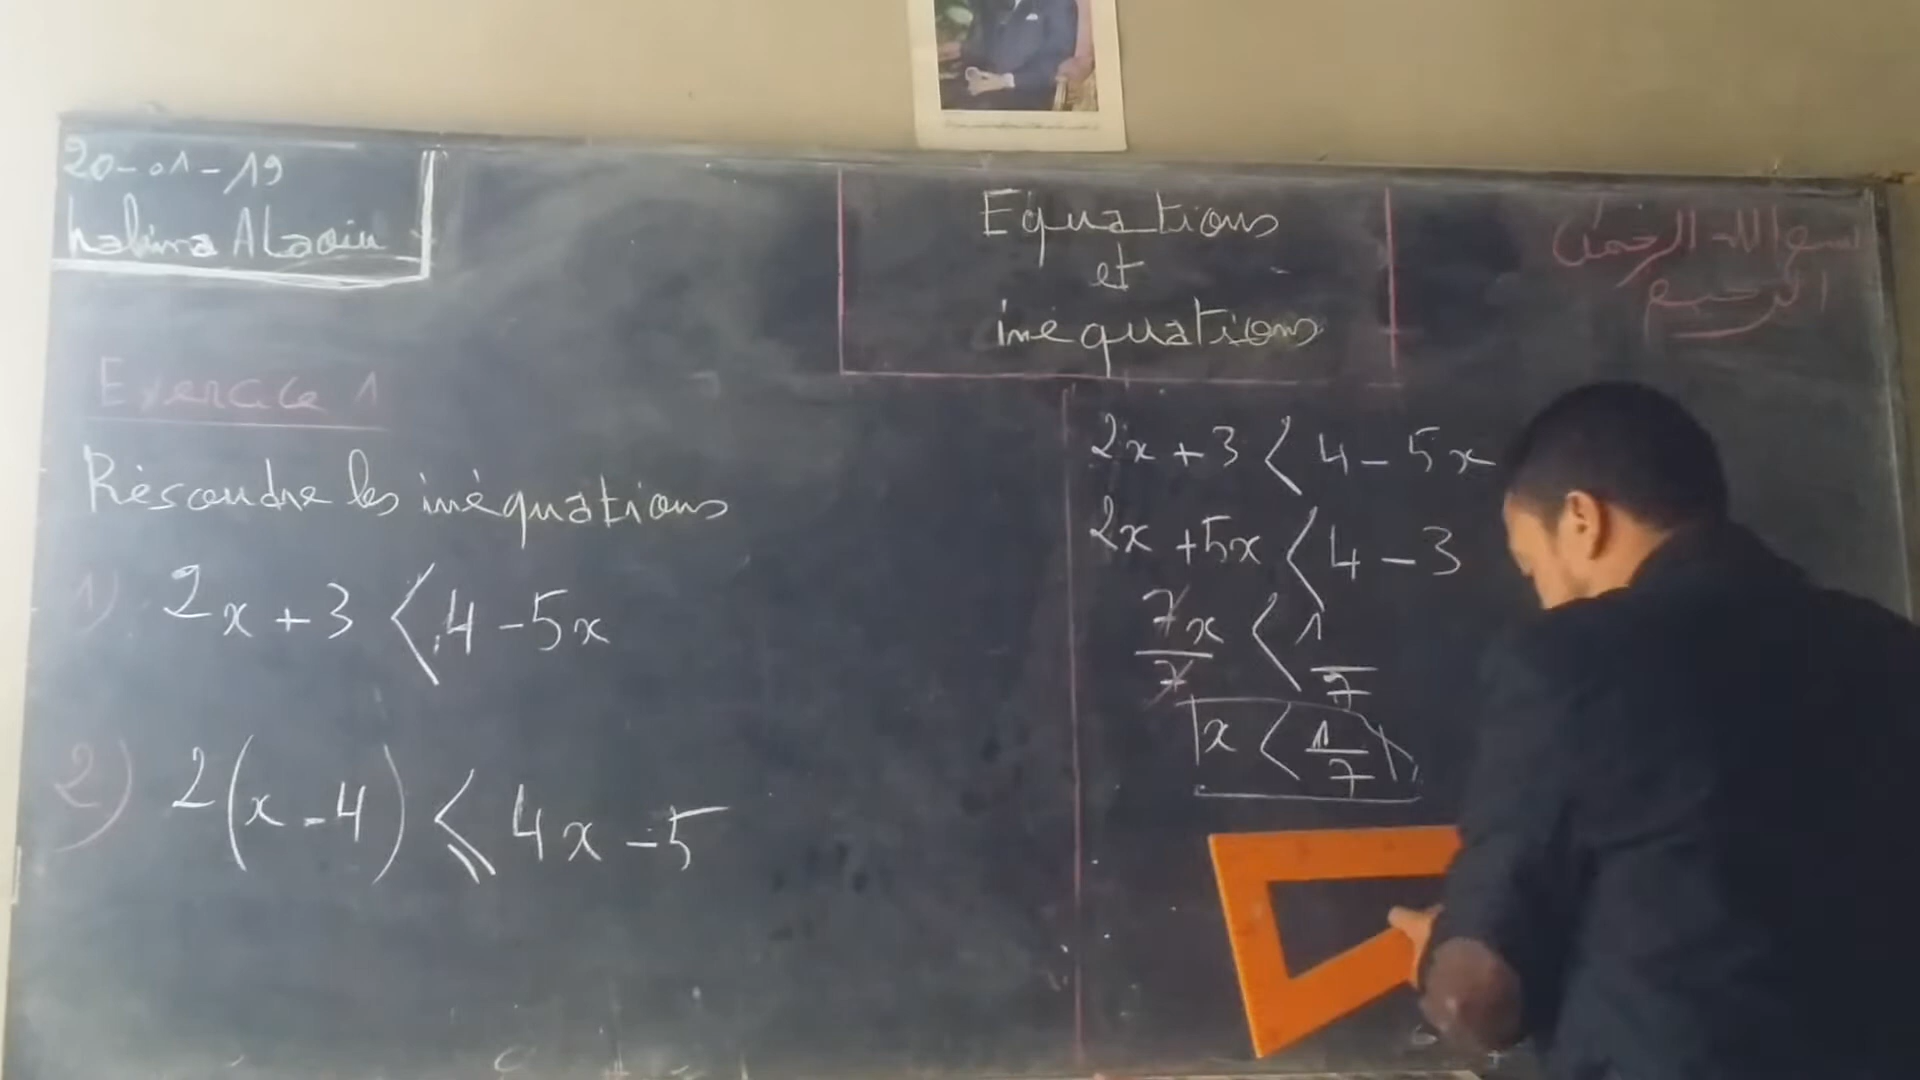 20-01-19
halima ALaoui
Equations
et
inéquations
بسم الله الرحمان
الرحيم
Exercice 1
Résoudre les inéquations
1) 2x + 3 < 4 - 5x
2) 2(x - 4) ⩽ 4x - 5
2x + 3 < 4 - 5x
2x + 5x < 4 - 3
7x/7 < 1/7
x < 1/7